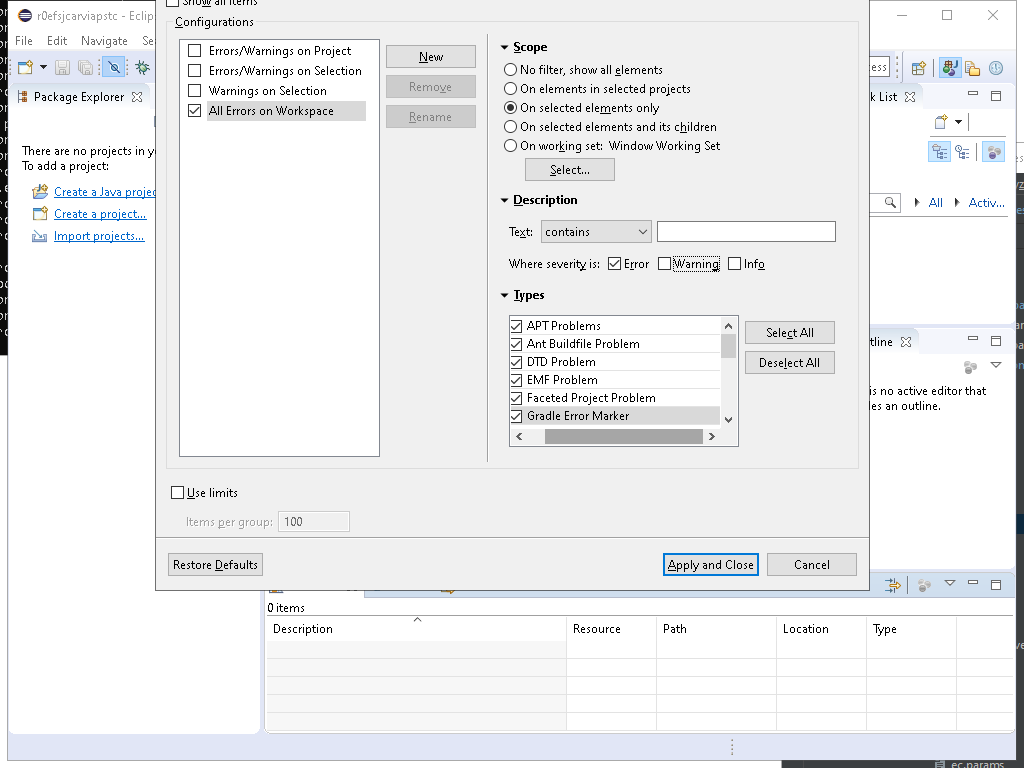 r0efsjcarviapstc - Eclip
Show all items
File Edit Navigate Se
Configurations
Errors/Warnings on Project
Errors/Warnings on Selection
Warnings on Selection
All Errors on Workspace
New
Remove
Rename
Scope
No filter, show all elements
On elements in selected projects
On selected elements only
On selected elements and its children
On working set: Window Working Set
Select...
Description
Text: contains
Where severity is: Error Warning Info
Types
APT Problems
Ant Buildfile Problem
DTD Problem
EMF Problem
Faceted Project Problem
Gradle Error Marker
Select All
Deselect All
Use limits
Items per group: 100
Restore Defaults
Apply and Close
Cancel
Package Explorer
There are no projects in y
To add a project:
Create a Java projec
Create a project...
Import projects...
ess
k List
All Activ...
tline
is no active editor that
les an outline.
0 items
Description Resource Path Location Type
ec.params